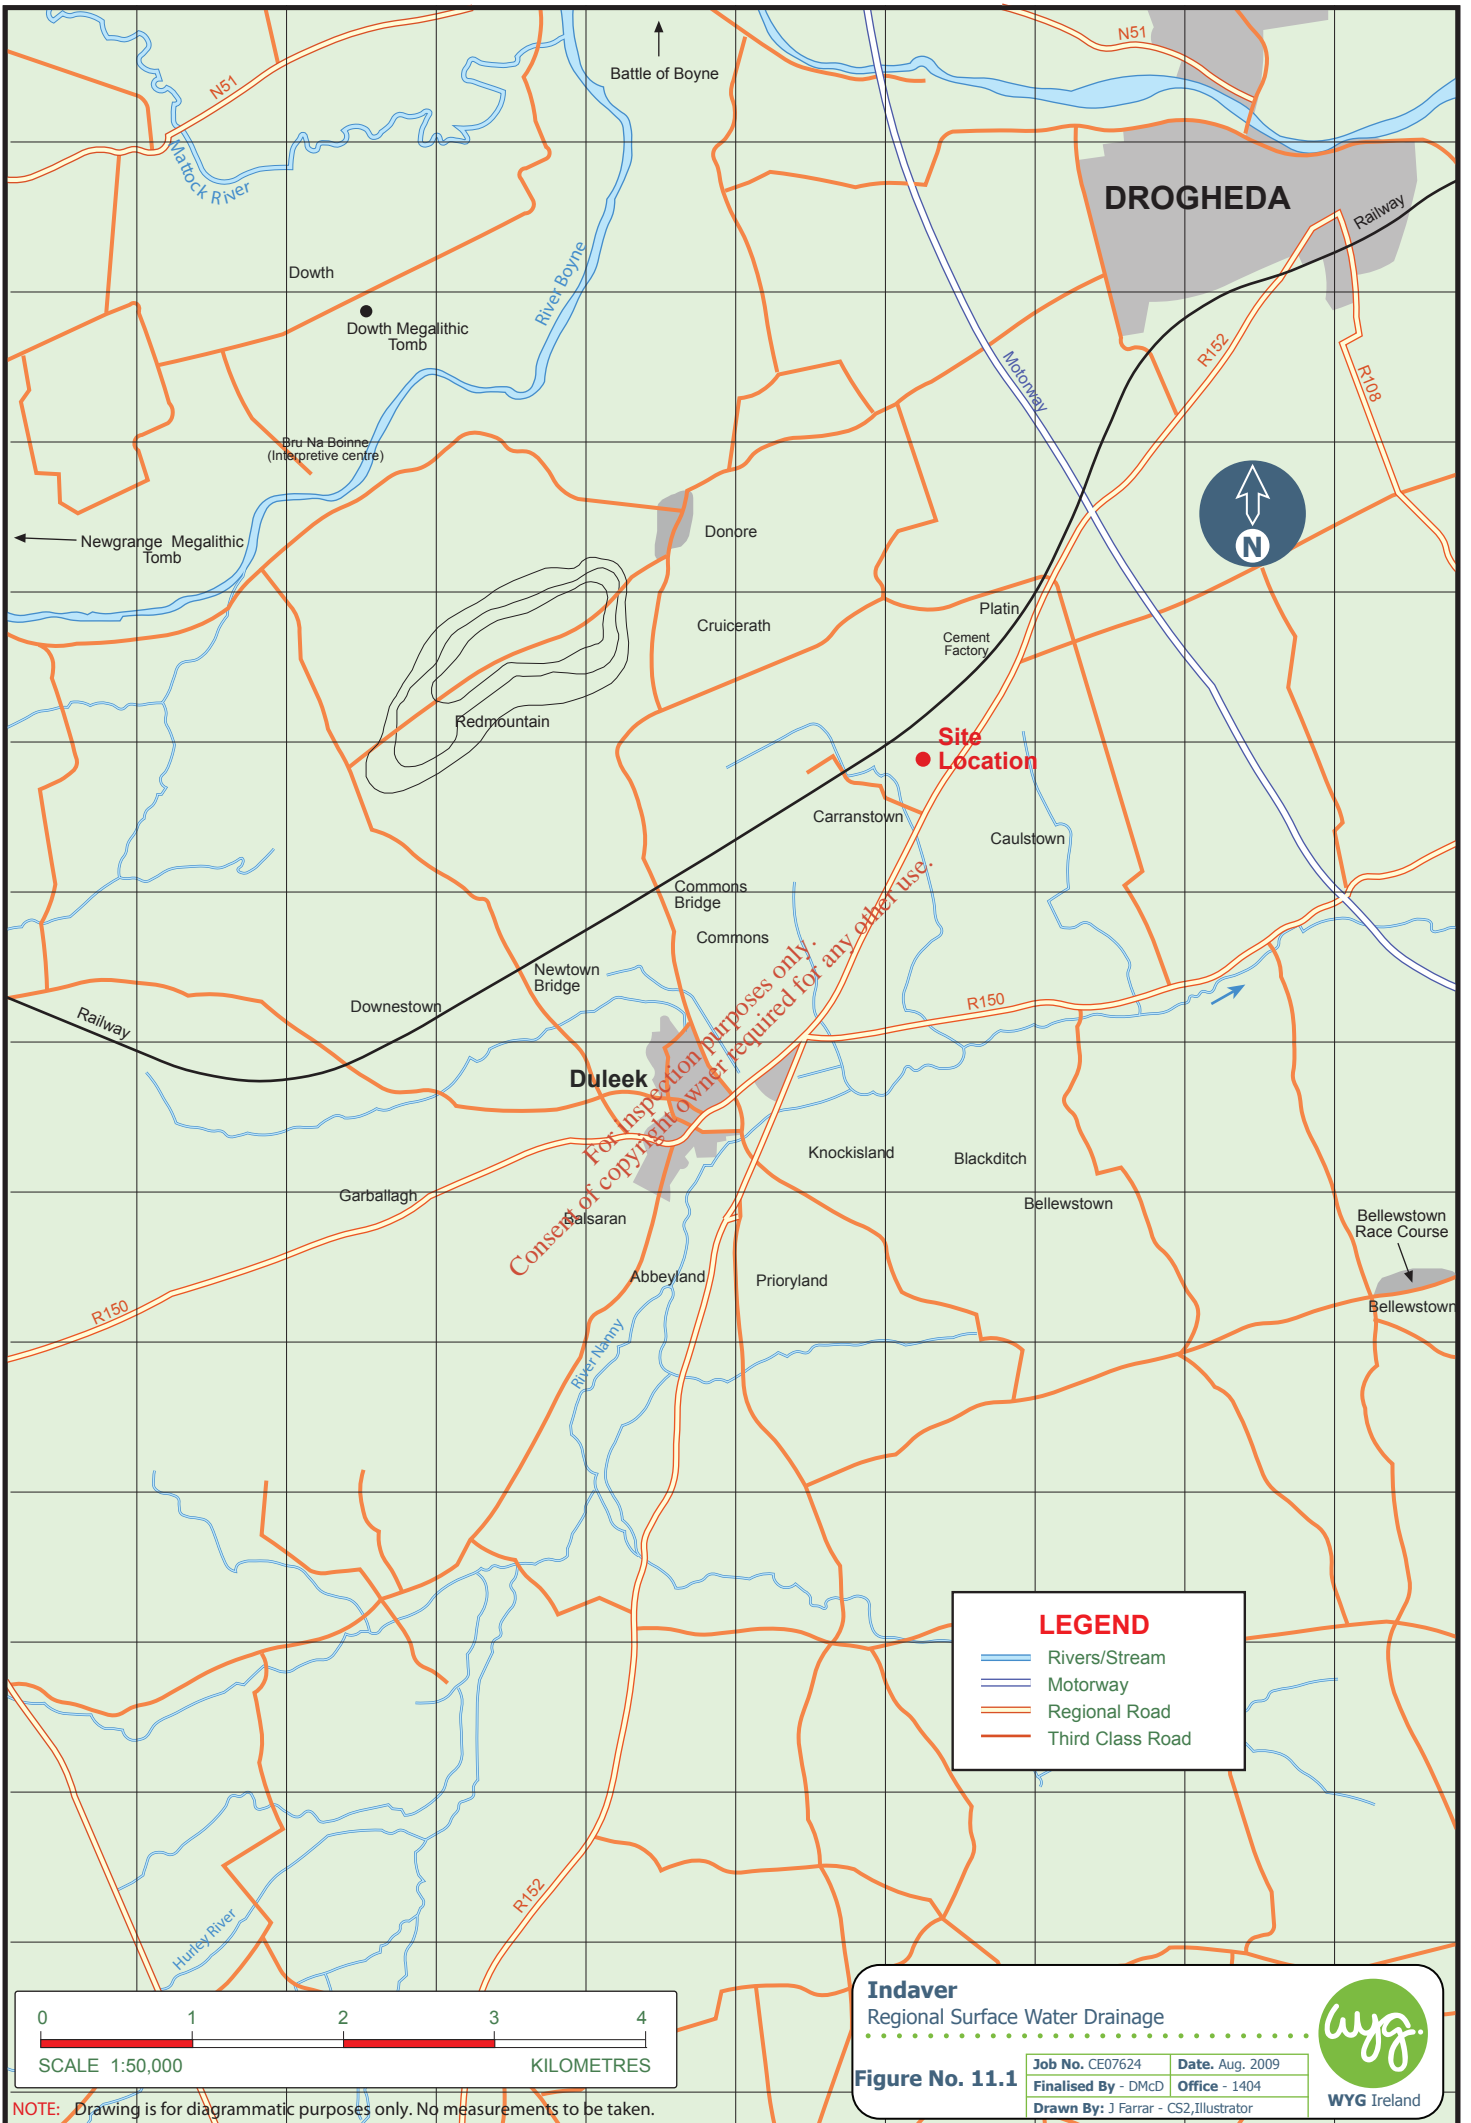 Battle of Boyne
N51
N51
Mattock River
DROGHEDA
Railway
Dowth
River Boyne
Dowth Megalithic
Tomb
Motorway
R152
R108
Bru Na Boinne
(Interpretive centre)
Newgrange Megalithic
Tomb
Donore
N
Platin
Cruicerath
Cement
Factory
Redmountain
Site
Location
Carranstown
Caulstown
Commons
Bridge
Commons
Newtown
Bridge
Downestown
Railway
R150
Duleek
For inspection purposes only.
Consent of copyright owner required for any other use.
Knockisland
Blackditch
Garballagh
Balsaran
Bellewstown
Bellewstown
Race Course
Abbeyland
Prioryland
Bellewstown
R150
River Nanny
LEGEND
Rivers/Stream
Motorway
Regional Road
Third Class Road
R152
Hurley River
0 1 2 3 4
SCALE 1:50,000 KILOMETRES
NOTE: Drawing is for diagrammatic purposes only. No measurements to be taken.
Indaver
Regional Surface Water Drainage
Figure No. 11.1
Job No. CE07624 Date. Aug. 2009
Finalised By - DMcD Office - 1404
Drawn By: J Farrar - CS2,Illustrator
wyg.
WYG Ireland